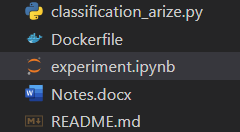 classification_arize.py
Dockerfile
experiment.ipynb
Notes.docx
README.md